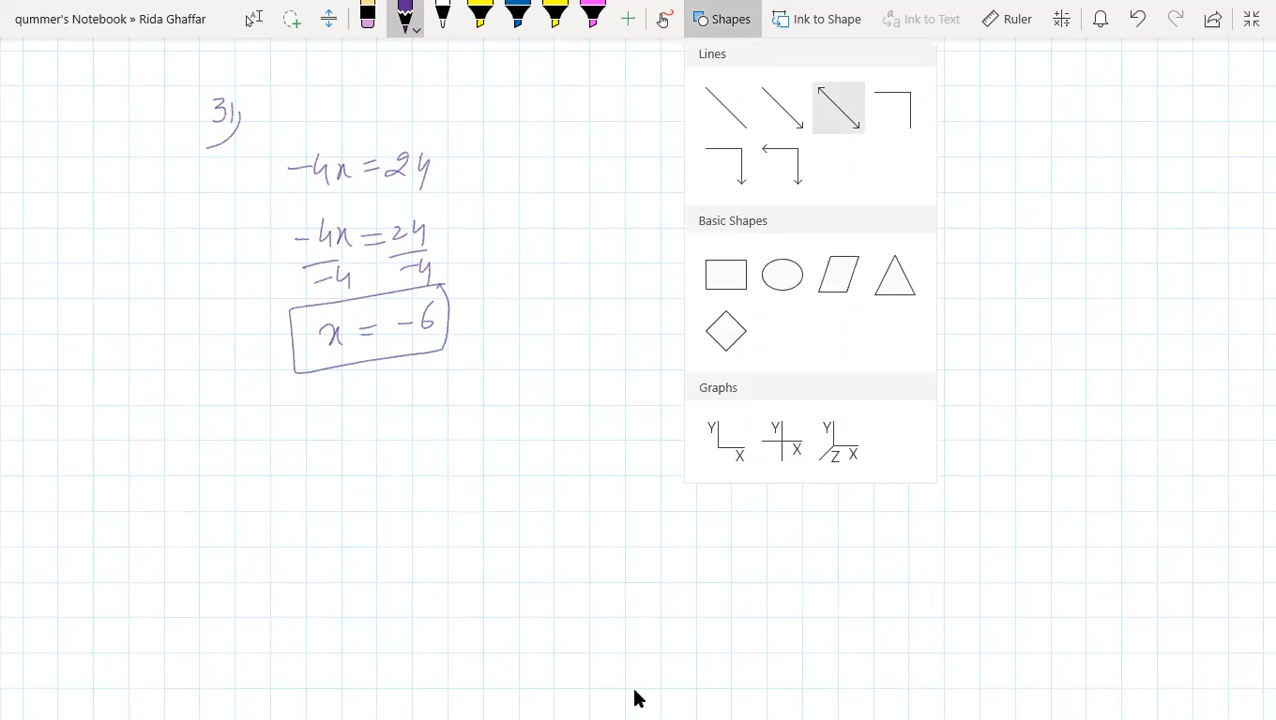 qummer's Notebook » Rida Ghaffar
Shapes
Ink to Shape
Ink to Text
Ruler
Lines
Basic Shapes
Graphs
Y X
Y X
Y Z X
31)
-4x = 24
-4x = 24
-4 -4
x = -6